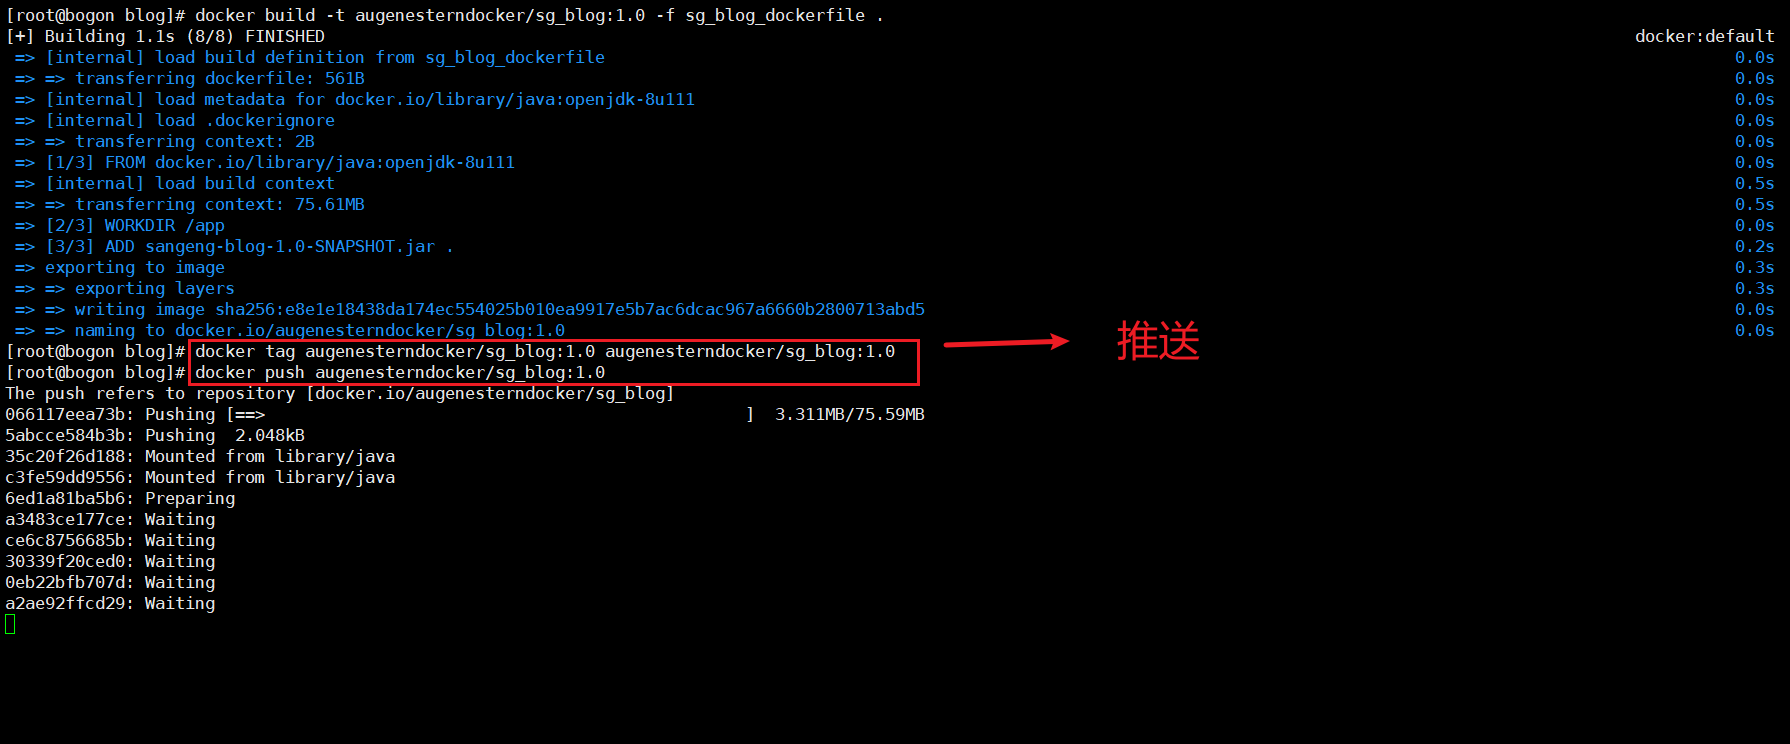 [root@bogon blog]# docker build -t augenesterndocker/sg_blog:1.0 -f sg_blog_dockerfile .
[+] Building 1.1s (8/8) FINISHED docker:default
=> [internal] load build definition from sg_blog_dockerfile 0.0s
=> => transferring dockerfile: 561B 0.0s
=> [internal] load metadata for docker.io/library/java:openjdk-8u111 0.0s
=> [internal] load .dockerignore 0.0s
=> => transferring context: 2B 0.0s
=> [1/3] FROM docker.io/library/java:openjdk-8u111 0.0s
=> [internal] load build context 0.5s
=> => transferring context: 75.61MB 0.5s
=> [2/3] WORKDIR /app 0.0s
=> [3/3] ADD sangeng-blog-1.0-SNAPSHOT.jar . 0.2s
=> exporting to image 0.3s
=> => exporting layers 0.3s
=> => writing image sha256:e8e1e18438da174ec554025b010ea9917e5b7ac6dcac967a6660b2800713abd5 0.0s
=> => naming to docker.io/augenesterndocker/sg_blog:1.0 0.0s
[root@bogon blog]# docker tag augenesterndocker/sg_blog:1.0 augenesterndocker/sg_blog:1.0
推送
[root@bogon blog]# docker push augenesterndocker/sg_blog:1.0
The push refers to repository [docker.io/augenesterndocker/sg_blog]
066117eea73b: Pushing [==> ] 3.311MB/75.59MB
5abcce584b3b: Pushing 2.048kB
35c20f26d188: Mounted from library/java
c3fe59dd9556: Mounted from library/java
6ed1a81ba5b6: Preparing
a3483ce177ce: Waiting
ce6c8756685b: Waiting
30339f20ced0: Waiting
0eb22bfb707d: Waiting
a2ae92ffcd29: Waiting